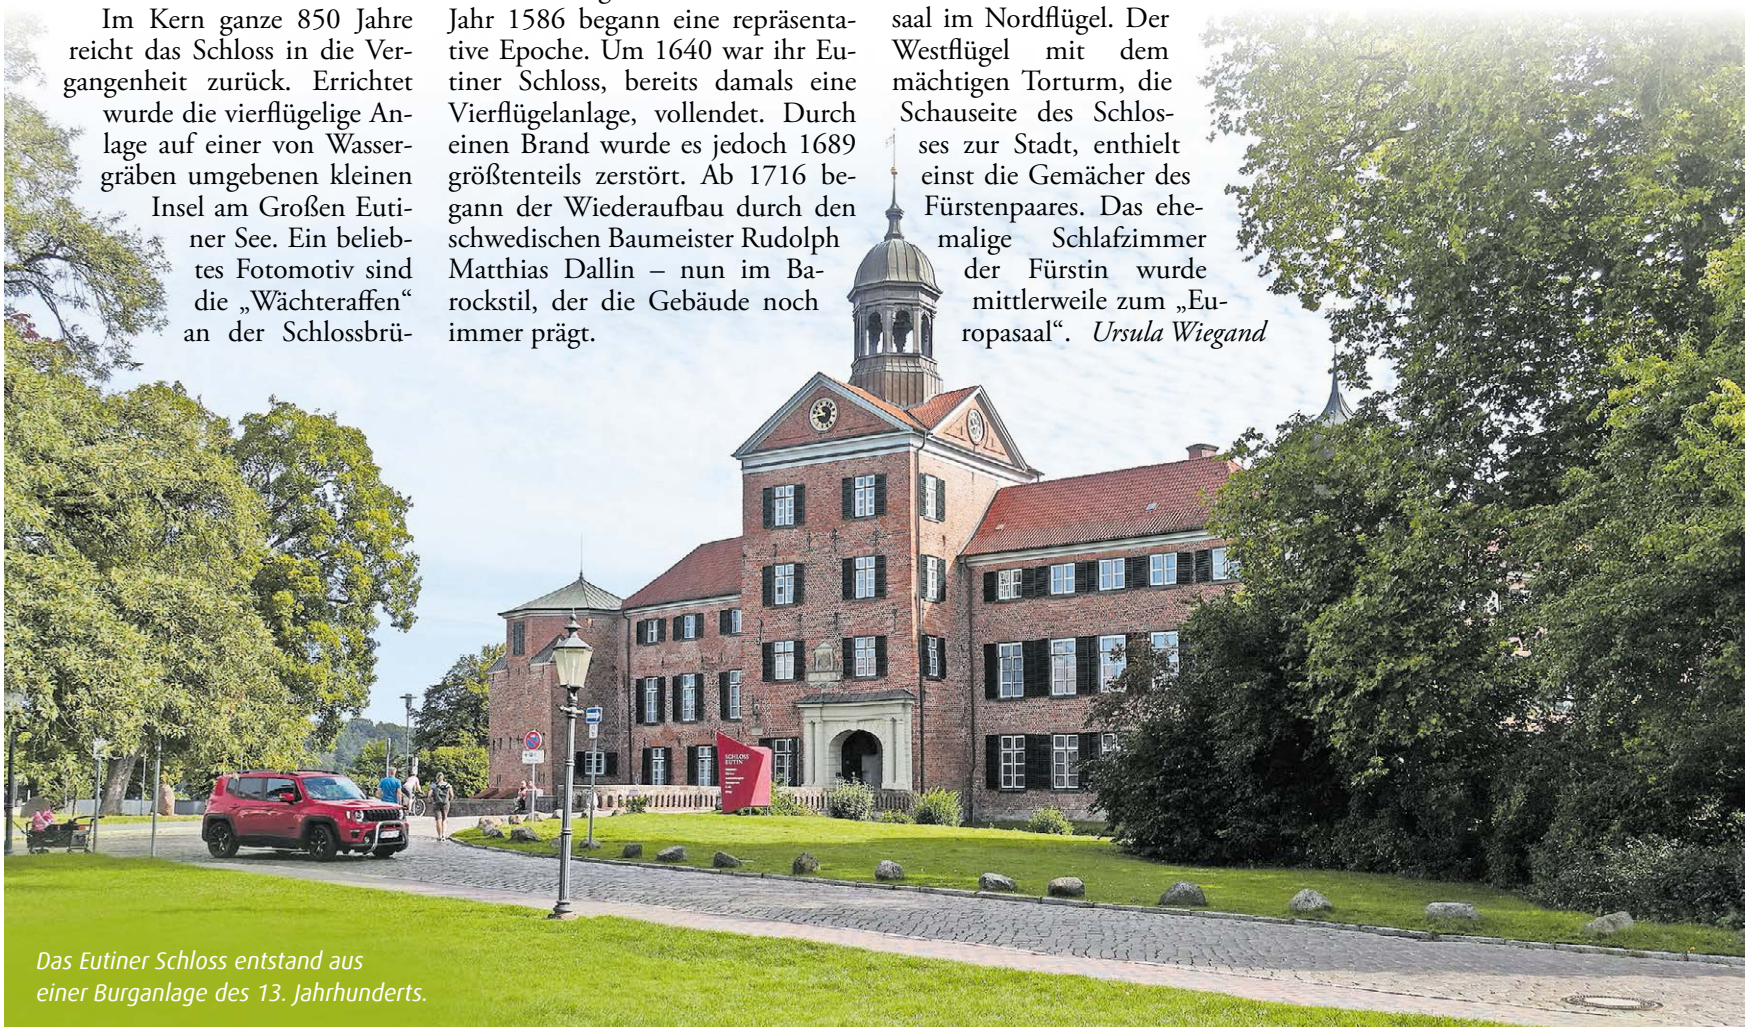 Im Kern ganze 850 Jahre
reicht das Schloss in die Ver-
gangenheit zurück. Errichtet
wurde die vierflügelige An-
lage auf einer von Wasser-
gräben umgebenen kleinen
Insel am Großen Euti-
ner See. Ein belieb-
tes Fotomotiv sind
die „Wächteraffen“
an der Schlossbrü-
Jahr 1586 begann eine repräsenta-
tive Epoche. Um 1640 war ihr Eu-
tiner Schloss, bereits damals eine
Vierflügelanlage, vollendet. Durch
einen Brand wurde es jedoch 1689
größtenteils zerstört. Ab 1716 be-
gann der Wiederaufbau durch den
schwedischen Baumeister Rudolph
Matthias Dallin – nun im Ba-
rockstil, der die Gebäude noch
immer prägt.
saal im Nordflügel. Der
Westflügel mit dem
mächtigen Torturm, die
Schauseite des Schlos-
ses zur Stadt, enthielt
einst die Gemächer des
Fürstenpaares. Das ehe-
malige Schlafzimmer
der Fürstin wurde
mittlerweile zum „Eu-
ropasaal“. Ursula Wiegand
SCHLOSS
EUTIN
Das Eutiner Schloss entstand aus
einer Burganlage des 13. Jahrhunderts.